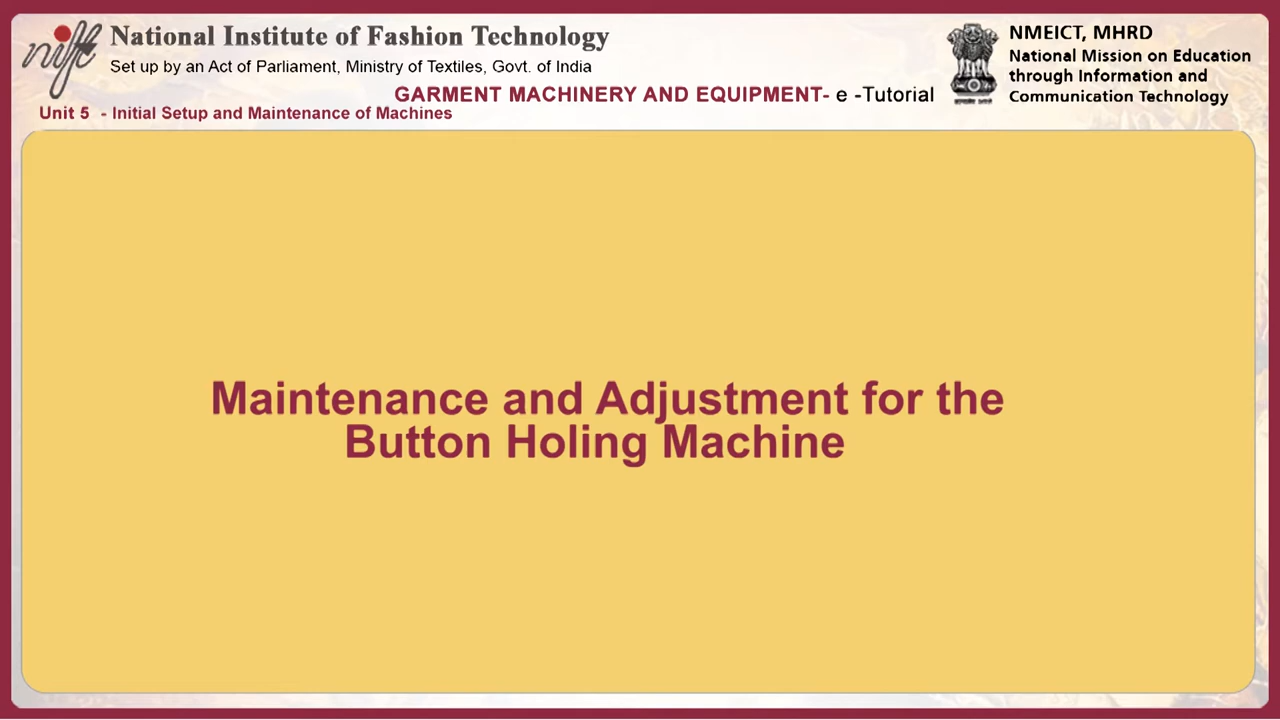 nift
National Institute of Fashion Technology
Set up by an Act of Parliament, Ministry of Textiles, Govt. of India
GARMENT MACHINERY AND EQUIPMENT- e -Tutorial
Unit 5 - Initial Setup and Maintenance of Machines
NMEICT, MHRD
National Mission on Education
through Information and
Communication Technology
Maintenance and Adjustment for the
Button Holing Machine